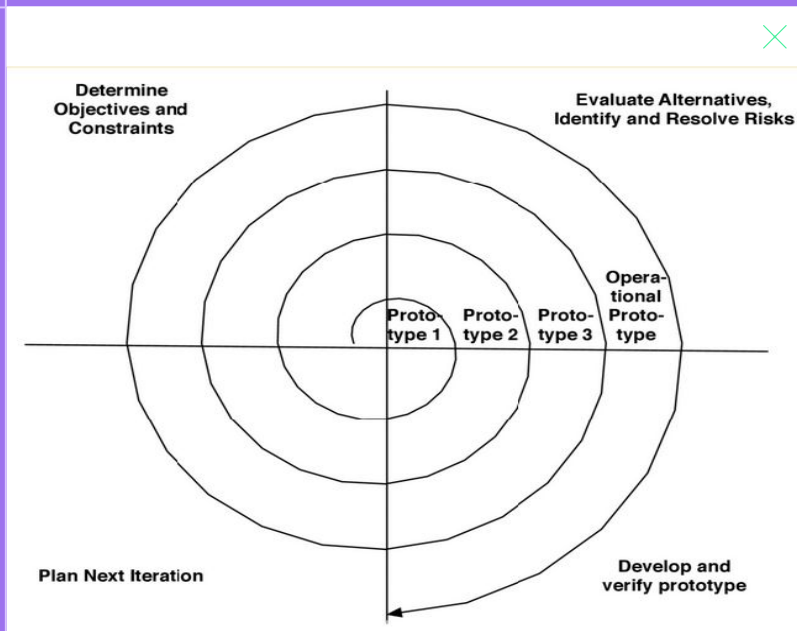 Determine
Objectives and
Constraints
Evaluate Alternatives,
Identify and Resolve Risks
Proto-
type 1
Proto-
type 2
Proto-
type 3
Opera-
tional
Proto-
type
Plan Next Iteration
Develop and
verify prototype